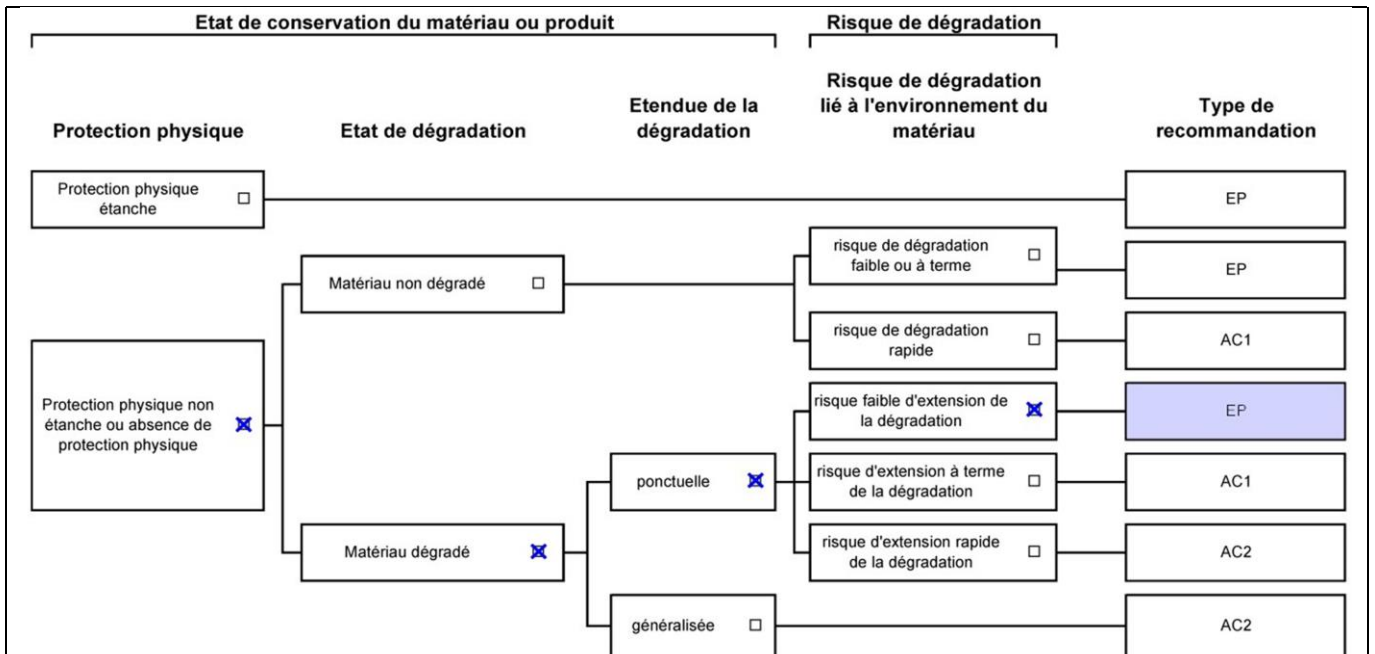 Etat de conservation du matériau ou produit
Risque de dégradation
Protection physique
Etat de dégradation
Etendue de la
dégradation
Risque de dégradation
lié à l'environnement du
matériau
Type de
recommandation
Protection physique
étanche
EP
risque de dégradation
faible ou à terme
EP
Matériau non dégradé
risque de dégradation
rapide
AC1
Protection physique non
étanche ou absence de
protection physique
risque faible d'extension de
la dégradation
EP
ponctuelle
risque d'extension à terme
de la dégradation
AC1
Matériau dégradé
risque d'extension rapide
de la dégradation
AC2
généralisée
AC2